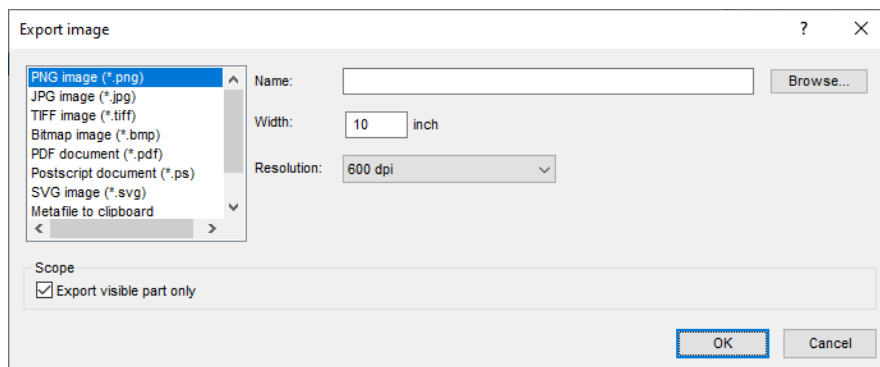 Export image
?
PNG image (*.png)
JPG image (*.jpg)
TIFF image (*.tiff)
Bitmap image (*.bmp)
PDF document (*.pdf)
Postscript document (*.ps)
SVG image (*.svg)
Metafile to clipboard
Name:
Browse...
Width:
10
inch
Resolution:
600 dpi
Scope
Export visible part only
OK
Cancel